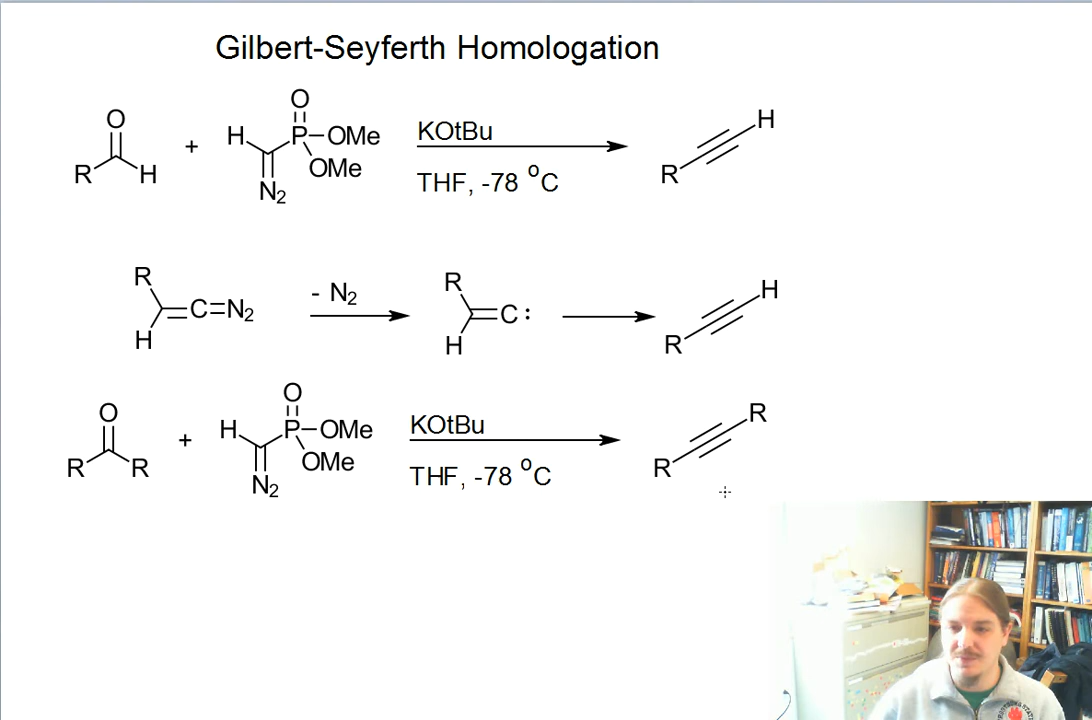 Gilbert-Seyferth Homologation
O
R H
+
O
H P OMe
OMe
N2
KOtBu
THF, -78 °C
H
R
R
H
C=N2
- N2
R
H
C:
H
R
O
R R
+
O
H P OMe
OMe
N2
KOtBu
THF, -78 °C
R
R